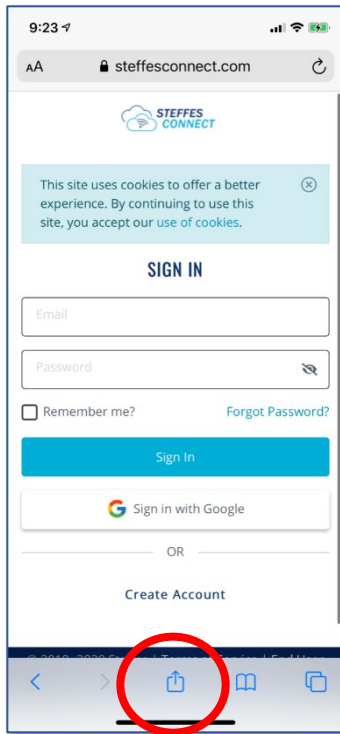 9:23
AA steffesconnect.com
STEFFES
CONNECT
This site uses cookies to offer a better
experience. By continuing to use this
site, you accept our use of cookies.
SIGN IN
Email
Password
Remember me? Forgot Password?
Sign In
G Sign in with Google
OR
Create Account